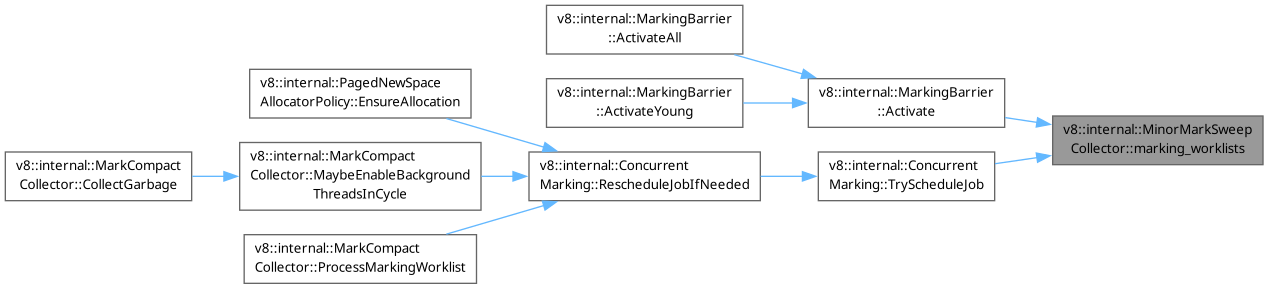 v8::internal::MarkingBarrier
::ActivateAll
v8::internal::PagedNewSpace
AllocatorPolicy::EnsureAllocation
v8::internal::MarkingBarrier
::ActivateYoung
v8::internal::MarkingBarrier
::Activate
v8::internal::MinorMarkSweep
Collector::marking_worklists
v8::internal::MarkCompact
Collector::CollectGarbage
v8::internal::MarkCompact
Collector::MaybeEnableBackground
ThreadsInCycle
v8::internal::Concurrent
Marking::RescheduleJobIfNeeded
v8::internal::Concurrent
Marking::TryScheduleJob
v8::internal::MarkCompact
Collector::ProcessMarkingWorklist